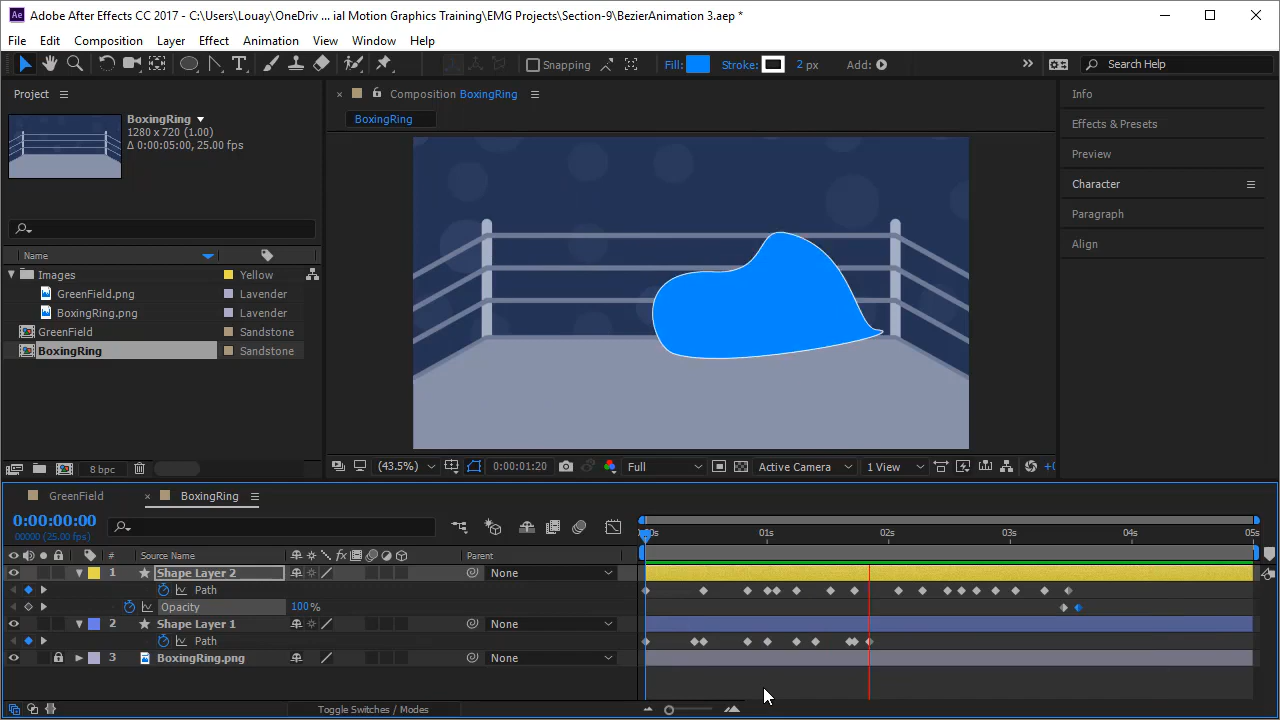 Adobe After Effects CC 2017 - C:\Users\Louay\OneDriv ... ial Motion Graphics Training\EMG Projects\Section-9\BezierAnimation 3.aep *
File Edit Composition Layer Effect Animation View Window Help
Snapping Fill: Stroke: 2 px Add: Search Help
Project
BoxingRing
1280 x 720 (1.00)
Δ 0:00:05:00, 25.00 fps
Name
Images Yellow
GreenField.png Lavender
BoxingRing.png Lavender
GreenField Sandstone
BoxingRing Sandstone
8 bpc
Composition BoxingRing
BoxingRing
(43.5%) 0:00:01:20 Full Active Camera 1 View +0
Info
Effects & Presets
Preview
Character
Paragraph
Align
GreenField BoxingRing
0:00:00:00
00000 (25.00 fps)
:00s 01s 02s 03s 04s 05s
# Source Name Parent
1 Shape Layer 2 None
Path
Opacity 100 %
2 Shape Layer 1 None
Path
3 BoxingRing.png None
Toggle Switches / Modes